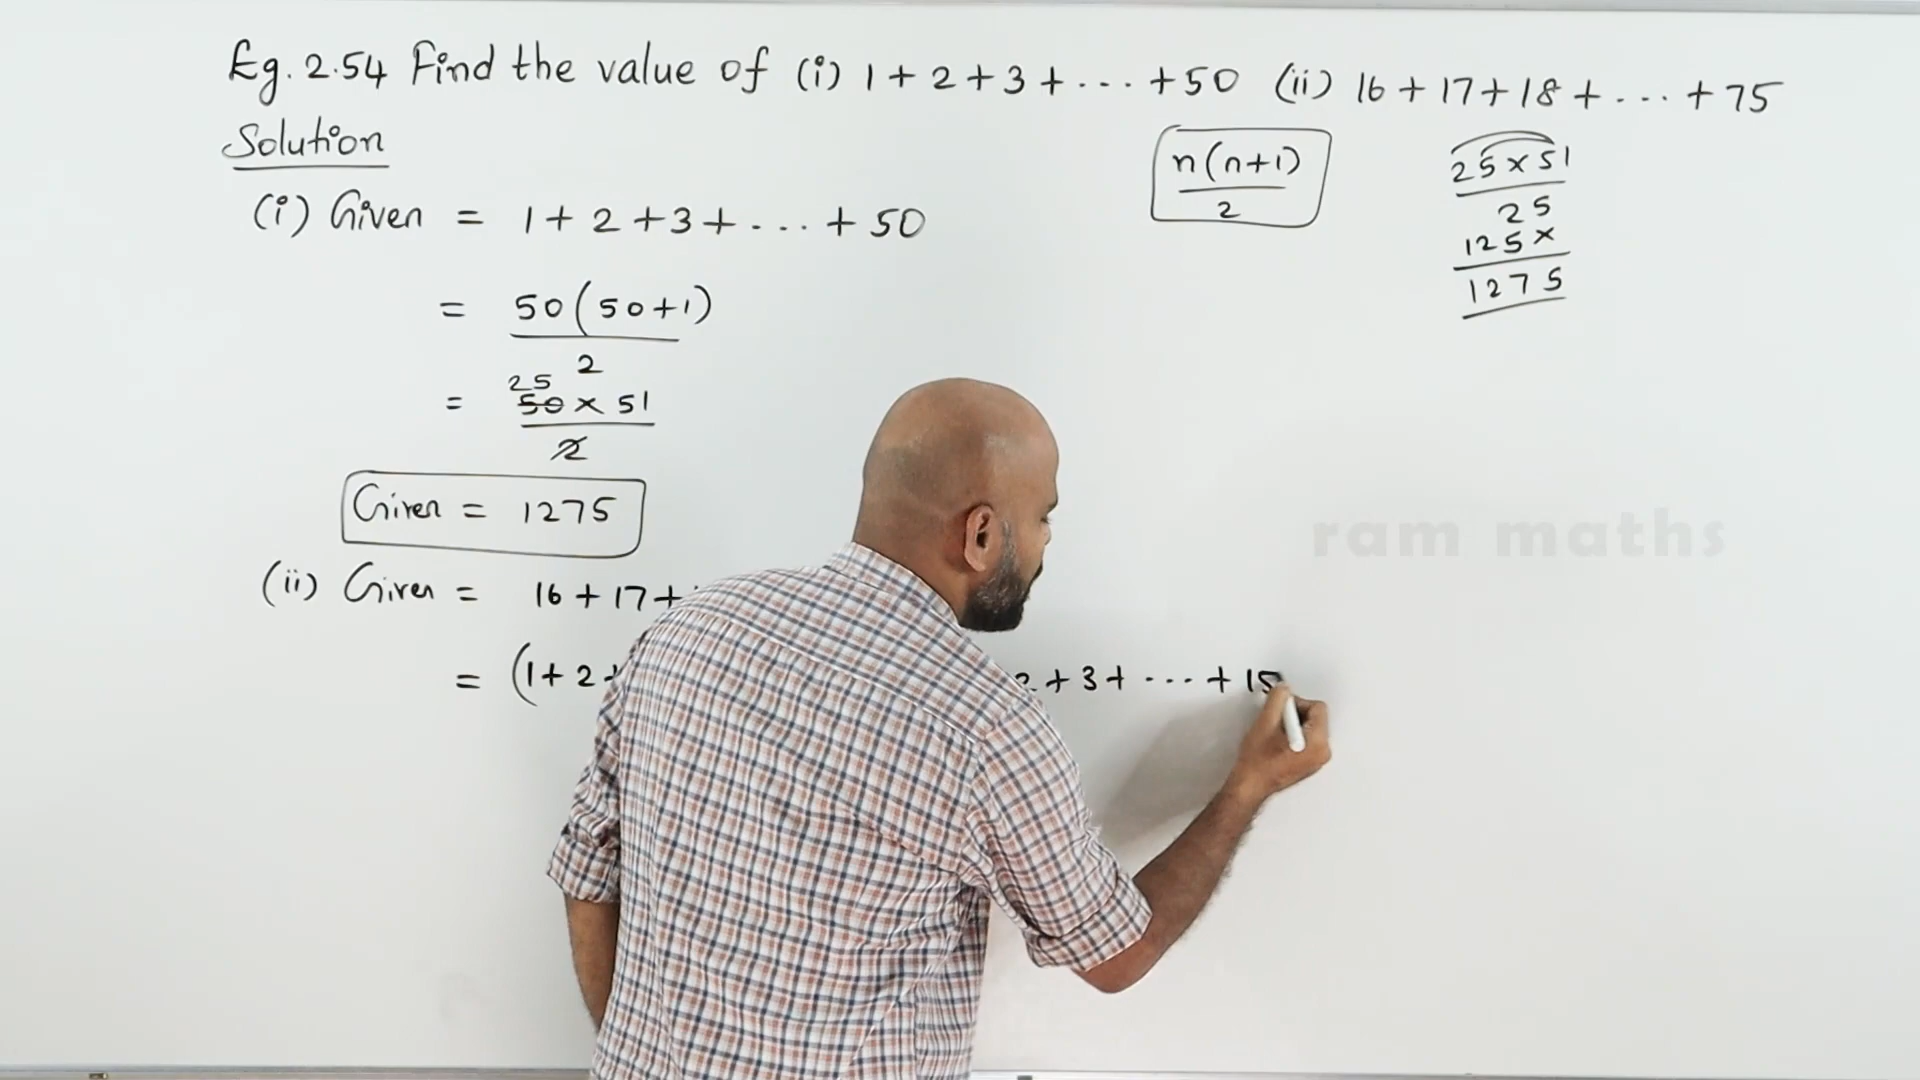 Eg. 2.54 Find the value of (i) 1 + 2 + 3 + ... + 50 (ii) 16 + 17 + 18 + ... + 75
Solution
n(n+1)
2
25 × 51
25
125 ×
1275
(i) Given = 1 + 2 + 3 + ... + 50
= 50(50+1)
2
25
= 50 × 51
2
Given = 1275
ram maths
(ii) Given = 16 + 17 +
= (1 + 2 + 2 + 3 + ... + 15